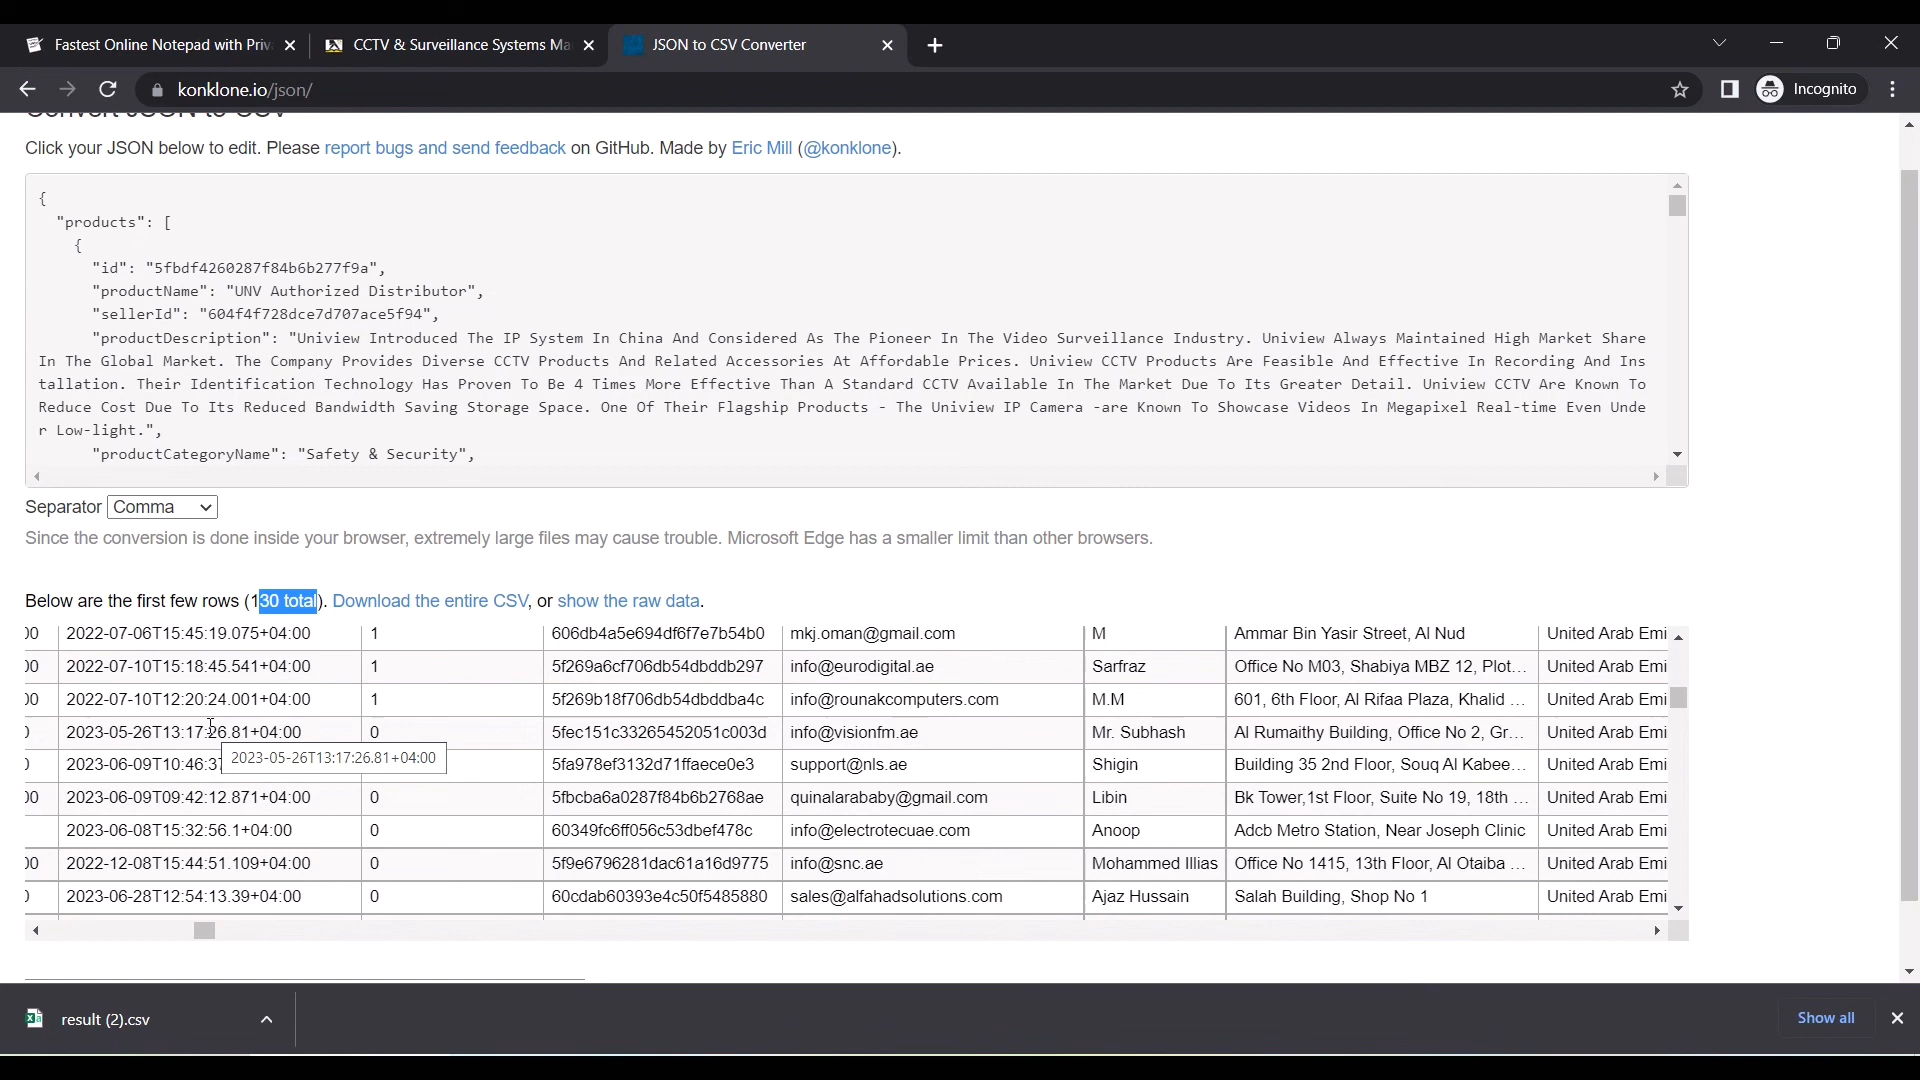 Fastest Online Notepad with Priv
CCTV & Surveillance Systems Ma
JSON to CSV Converter
konklone.io/json/
Incognito
Convert JSON to CSV
Click your JSON below to edit. Please report bugs and send feedback on GitHub. Made by Eric Mill (@konklone).
{
"products": [
{
"id": "5fbdf4260287f84b6b277f9a",
"productName": "UNV Authorized Distributor",
"sellerId": "604f4f728dce7d707ace5f94",
"productDescription": "Uniview Introduced The IP System In China And Considered As The Pioneer In The Video Surveillance Industry. Uniview Always Maintained High Market Share
In The Global Market. The Company Provides Diverse CCTV Products And Related Accessories At Affordable Prices. Uniview CCTV Products Are Feasible And Effective In Recording And Ins
tallation. Their Identification Technology Has Proven To Be 4 Times More Effective Than A Standard CCTV Available In The Market Due To Its Greater Detail. Uniview CCTV Are Known To
Reduce Cost Due To Its Reduced Bandwidth Saving Storage Space. One Of Their Flagship Products - The Uniview IP Camera -are Known To Showcase Videos In Megapixel Real-time Even Unde
r Low-light.",
"productCategoryName": "Safety & Security",
Separator Comma
Since the conversion is done inside your browser, extremely large files may cause trouble. Microsoft Edge has a smaller limit than other browsers.
Below are the first few rows (130 total). Download the entire CSV, or show the raw data.
00 2022-07-06T15:45:19.075+04:00 1 606db4a5e694df6f7e7b54b0 mkj.oman@gmail.com M Ammar Bin Yasir Street, Al Nud United Arab Emi
00 2022-07-10T15:18:45.541+04:00 1 5f269a6cf706db54dbddb297 info@eurodigital.ae Sarfraz Office No M03, Shabiya MBZ 12, Plot... United Arab Emi
00 2022-07-10T12:20:24.001+04:00 1 5f269b18f706db54dbddba4c info@rounakcomputers.com M.M 601, 6th Floor, Al Rifaa Plaza, Khalid ... United Arab Emi
0 2023-05-26T13:17:26.81+04:00 0 5fec151c33265452051c003d info@visionfm.ae Mr. Subhash Al Rumaithy Building, Office No 2, Gr... United Arab Emi
2023-05-26T13:17:26.81+04:00
0 2023-06-09T10:46:37 5fa978ef3132d71ffaece0e3 support@nls.ae Shigin Building 35 2nd Floor, Souq Al Kabee... United Arab Emi
00 2023-06-09T09:42:12.871+04:00 0 5fbcba6a0287f84b6b2768ae quinalarababy@gmail.com Libin Bk Tower,1st Floor, Suite No 19, 18th ... United Arab Emi
2023-06-08T15:32:56.1+04:00 0 60349fc6ff056c53dbef478c info@electrotecuae.com Anoop Adcb Metro Station, Near Joseph Clinic United Arab Emi
00 2022-12-08T15:44:51.109+04:00 0 5f9e6796281dac61a16d9775 info@snc.ae Mohammed Illias Office No 1415, 13th Floor, Al Otaiba ... United Arab Emi
0 2023-06-28T12:54:13.39+04:00 0 60cdab60393e4c50f5485880 sales@alfahadsolutions.com Ajaz Hussain Salah Building, Shop No 1 United Arab Emi
result (2).csv
Show all